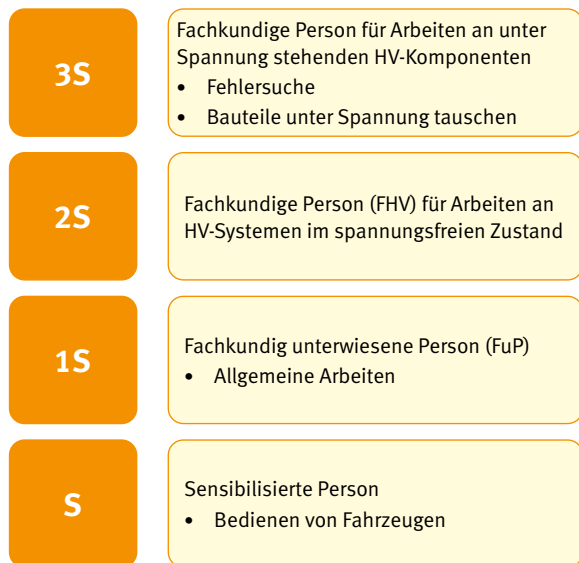 3S
Fachkundige Person für Arbeiten an unter
Spannung stehenden HV-Komponenten
• Fehlersuche
• Bauteile unter Spannung tauschen
2S
Fachkundige Person (FHV) für Arbeiten an
HV-Systemen im spannungsfreien Zustand
1S
Fachkundig unterwiesene Person (FuP)
• Allgemeine Arbeiten
S
Sensibilisierte Person
• Bedienen von Fahrzeugen